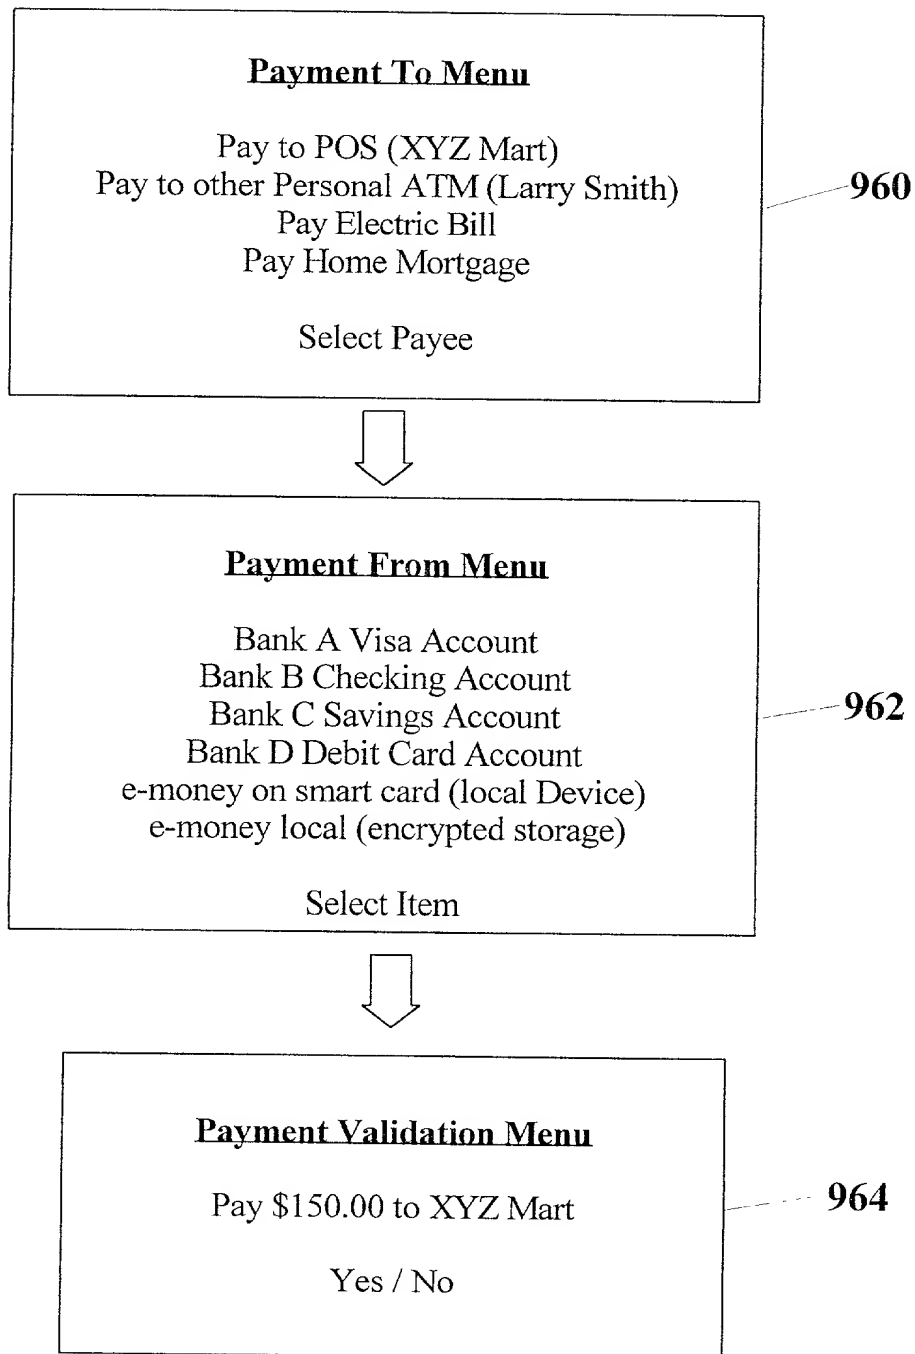 Payment To Menu
Pay to POS (XYZ Mart)
Pay to other Personal ATM (Larry Smith)
Pay Electric Bill
Pay Home Mortgage
Select Payee
960
Payment From Menu
Bank A Visa Account
Bank B Checking Account
Bank C Savings Account
Bank D Debit Card Account
e-money on smart card (local Device)
e-money local (encrypted storage)
Select Item
962
Payment Validation Menu
Pay $150.00 to XYZ Mart
Yes / No
964